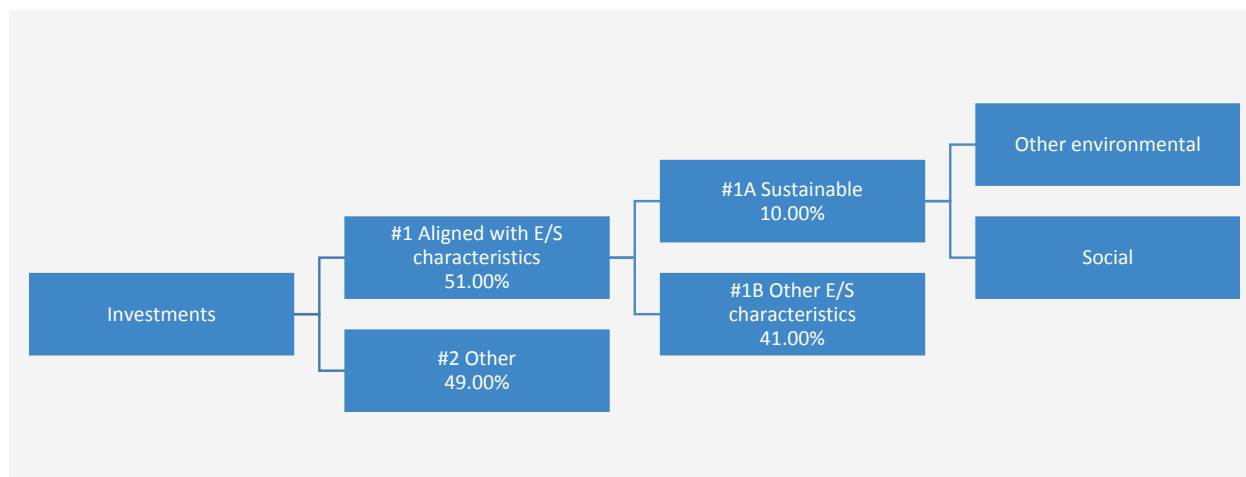 Investments
#1 Aligned with E/S
characteristics
51.00%
#2 Other
49.00%
#1A Sustainable
10.00%
#1B Other E/S
characteristics
41.00%
Other environmental
Social